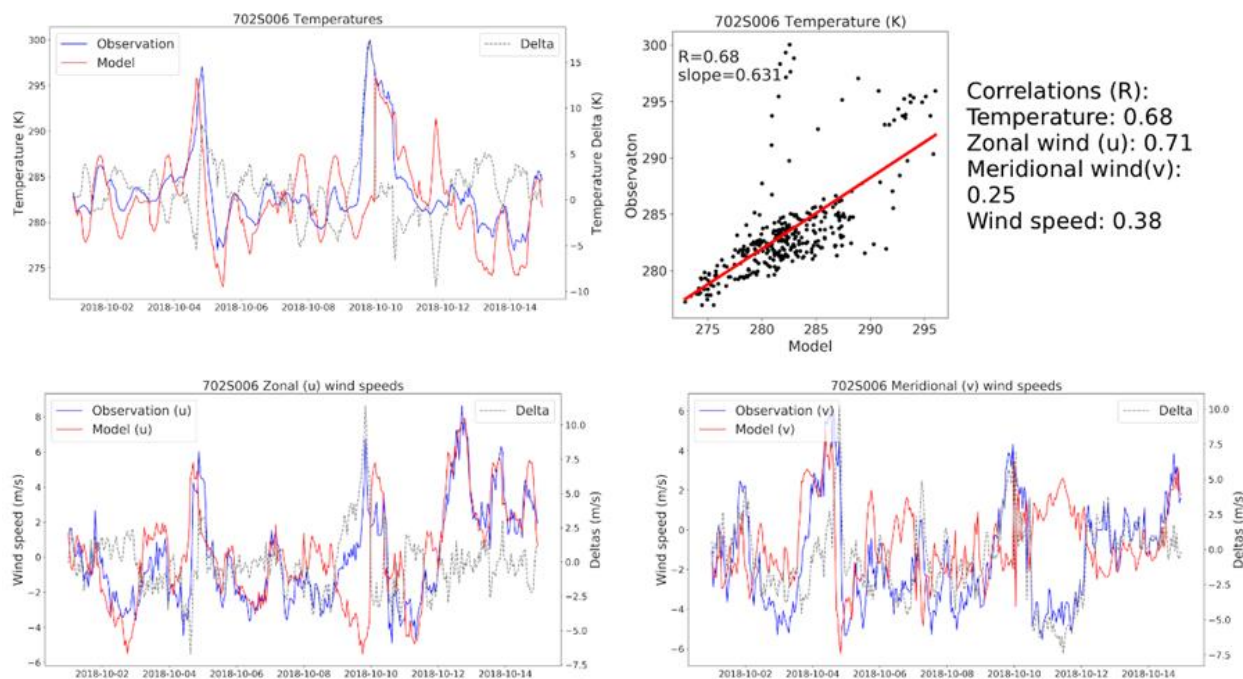 702S006 Temperatures
Observation
Model
Delta
300
295
290
285
280
275
15
10
5
0
−5
−10
Temperature (K)
Temperature Delta (K)
2018-10-02 2018-10-04 2018-10-06 2018-10-08 2018-10-10 2018-10-12 2018-10-14
702S006 Temperature (K)
R=0.68
slope=0.631
300
295
290
285
280
Observaton
275 280 285 290 295
Model
Correlations (R):
Temperature: 0.68
Zonal wind (u): 0.71
Meridional wind(v):
0.25
Wind speed: 0.38
702S006 Zonal (u) wind speeds
Observation (u)
Model (u)
Delta
8
6
4
2
0
−2
−4
−6
10.0
7.5
5.0
2.5
0.0
−2.5
−5.0
−7.5
Wind speed (m/s)
Deltas (m/s)
2018-10-02 2018-10-04 2018-10-06 2018-10-08 2018-10-10 2018-10-12 2018-10-14
702S006 Meridional (v) wind speeds
Observation (v)
Model (v)
Delta
6
4
2
0
−2
−4
−6
10.0
7.5
5.0
2.5
0.0
−2.5
−5.0
−7.5
Wind speed (m/s)
Deltas (m/s)
2018-10-02 2018-10-04 2018-10-06 2018-10-08 2018-10-10 2018-10-12 2018-10-14